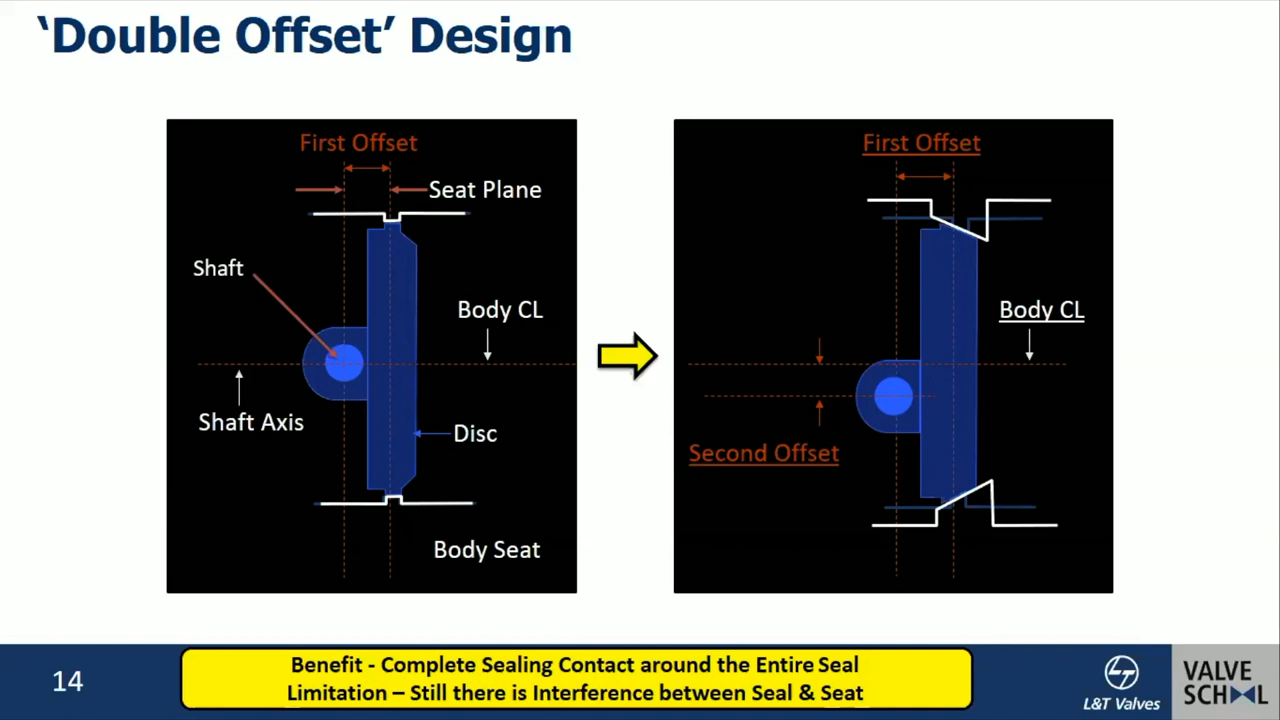 ‘Double Offset’ Design
First Offset
Seat Plane
Shaft
Body CL
Shaft Axis
Disc
Body Seat
First Offset
Body CL
Second Offset
14
Benefit - Complete Sealing Contact around the Entire Seal
Limitation – Still there is Interference between Seal & Seat
L&T Valves
VALVE
SCHOOL